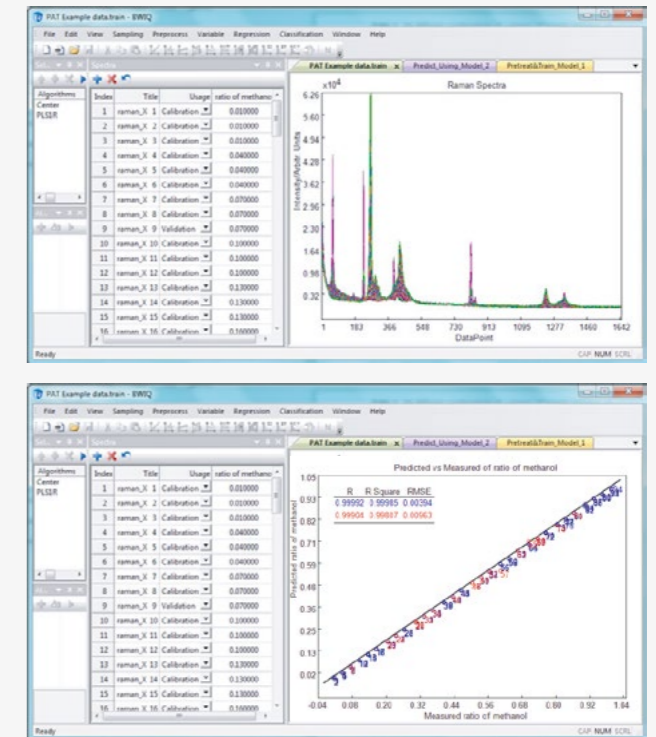 PAT Example data.train - BWIQ
File Edit View Sampling Preprocess Variable Regression Classification Window Help
Spectra
PAT Example data.train x Predict_Using_Model_2 Pretreat&Train_Model_1
Algorithms
Center
PLS1R
Index Title Usage ratio of methano
1 raman_X 1 Calibration 0.010000
2 raman_X 2 Calibration 0.010000
3 raman_X 3 Calibration 0.010000
4 raman_X 4 Calibration 0.040000
5 raman_X 5 Calibration 0.040000
6 raman_X 6 Calibration 0.040000
7 raman_X 7 Calibration 0.070000
8 raman_X 8 Calibration 0.070000
9 raman_X 9 Validation 0.070000
10 raman_X 10 Calibration 0.100000
11 raman_X 11 Calibration 0.100000
12 raman_X 12 Calibration 0.100000
13 raman_X 13 Calibration 0.130000
14 raman_X 14 Calibration 0.130000
15 raman_X 15 Calibration 0.130000
16 raman_X 16 Calibration 0.160000
Raman Spectra
x10⁴
Intensity/Arbitr Units
6.26
5.60
4.94
4.28
3.62
2.96
2.30
1.64
0.98
0.32
1 183 366 548 730 913 1095 1277 1460 1642
DataPoint
Ready CAP NUM SCRL
PAT Example data.train - BWIQ
File Edit View Sampling Preprocess Variable Regression Classification Window Help
Spectra
PAT Example data.train x Predict_Using_Model_2 Pretreat&Train_Model_1
Algorithms
Center
PLS1R
Index Title Usage ratio of methano
1 raman_X 1 Calibration 0.010000
2 raman_X 2 Calibration 0.010000
3 raman_X 3 Calibration 0.010000
4 raman_X 4 Calibration 0.040000
5 raman_X 5 Calibration 0.040000
6 raman_X 6 Calibration 0.040000
7 raman_X 7 Calibration 0.070000
8 raman_X 8 Calibration 0.070000
9 raman_X 9 Validation 0.070000
10 raman_X 10 Calibration 0.100000
11 raman_X 11 Calibration 0.100000
12 raman_X 12 Calibration 0.100000
13 raman_X 13 Calibration 0.130000
14 raman_X 14 Calibration 0.130000
15 raman_X 15 Calibration 0.130000
16 raman_X 16 Calibration 0.160000
Predicted vs Measured of ratio of methanol
R R Square RMSE
0.99992 0.99985 0.00394
Predicted ratio of methanol
1.05
0.93
0.82
0.71
0.59
0.48
0.36
0.25
0.13
0.02
-0.04 0.08 0.20 0.32 0.44 0.56 0.68 0.80 0.92 1.04
Measured ratio of methanol
Ready CAP NUM SCRL